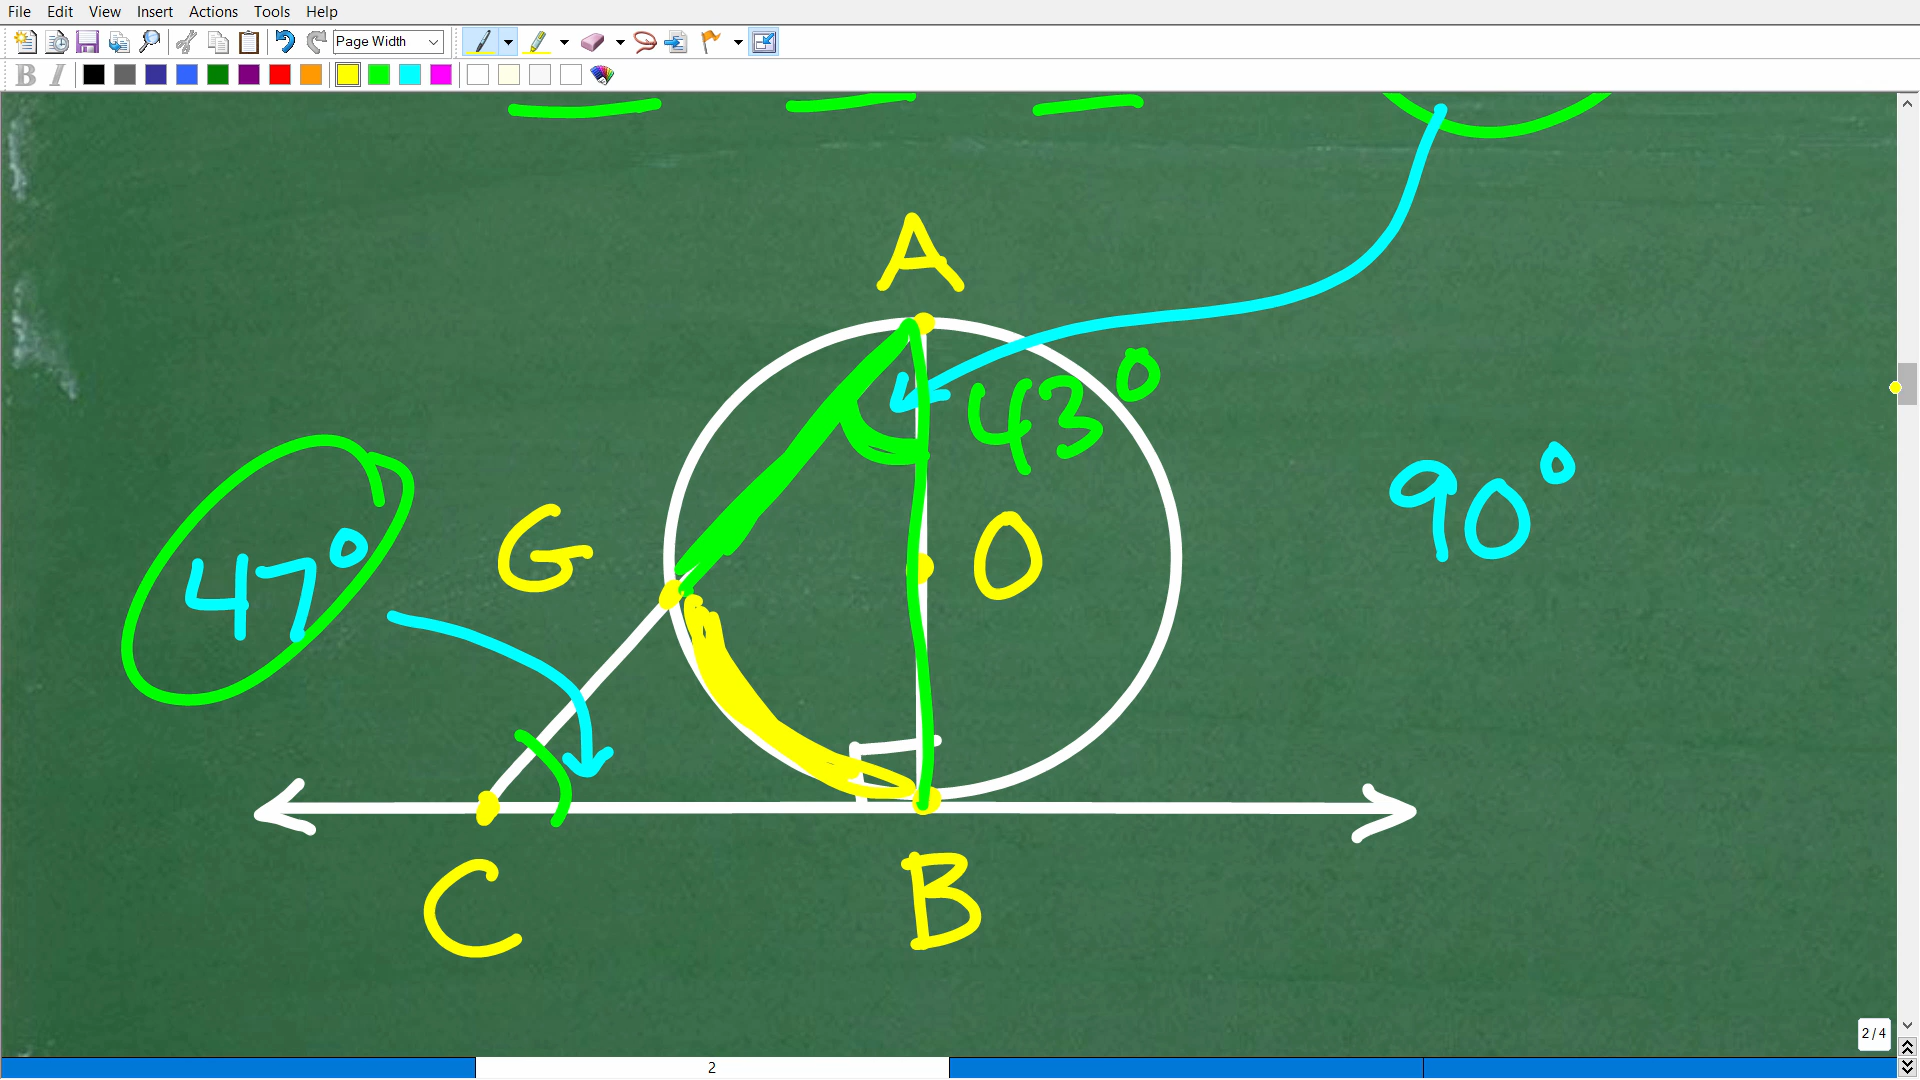 File Edit View Insert Actions Tools Help
Page Width
B I
A
43°
90°
G
O
47°
C
B
2 / 4
2